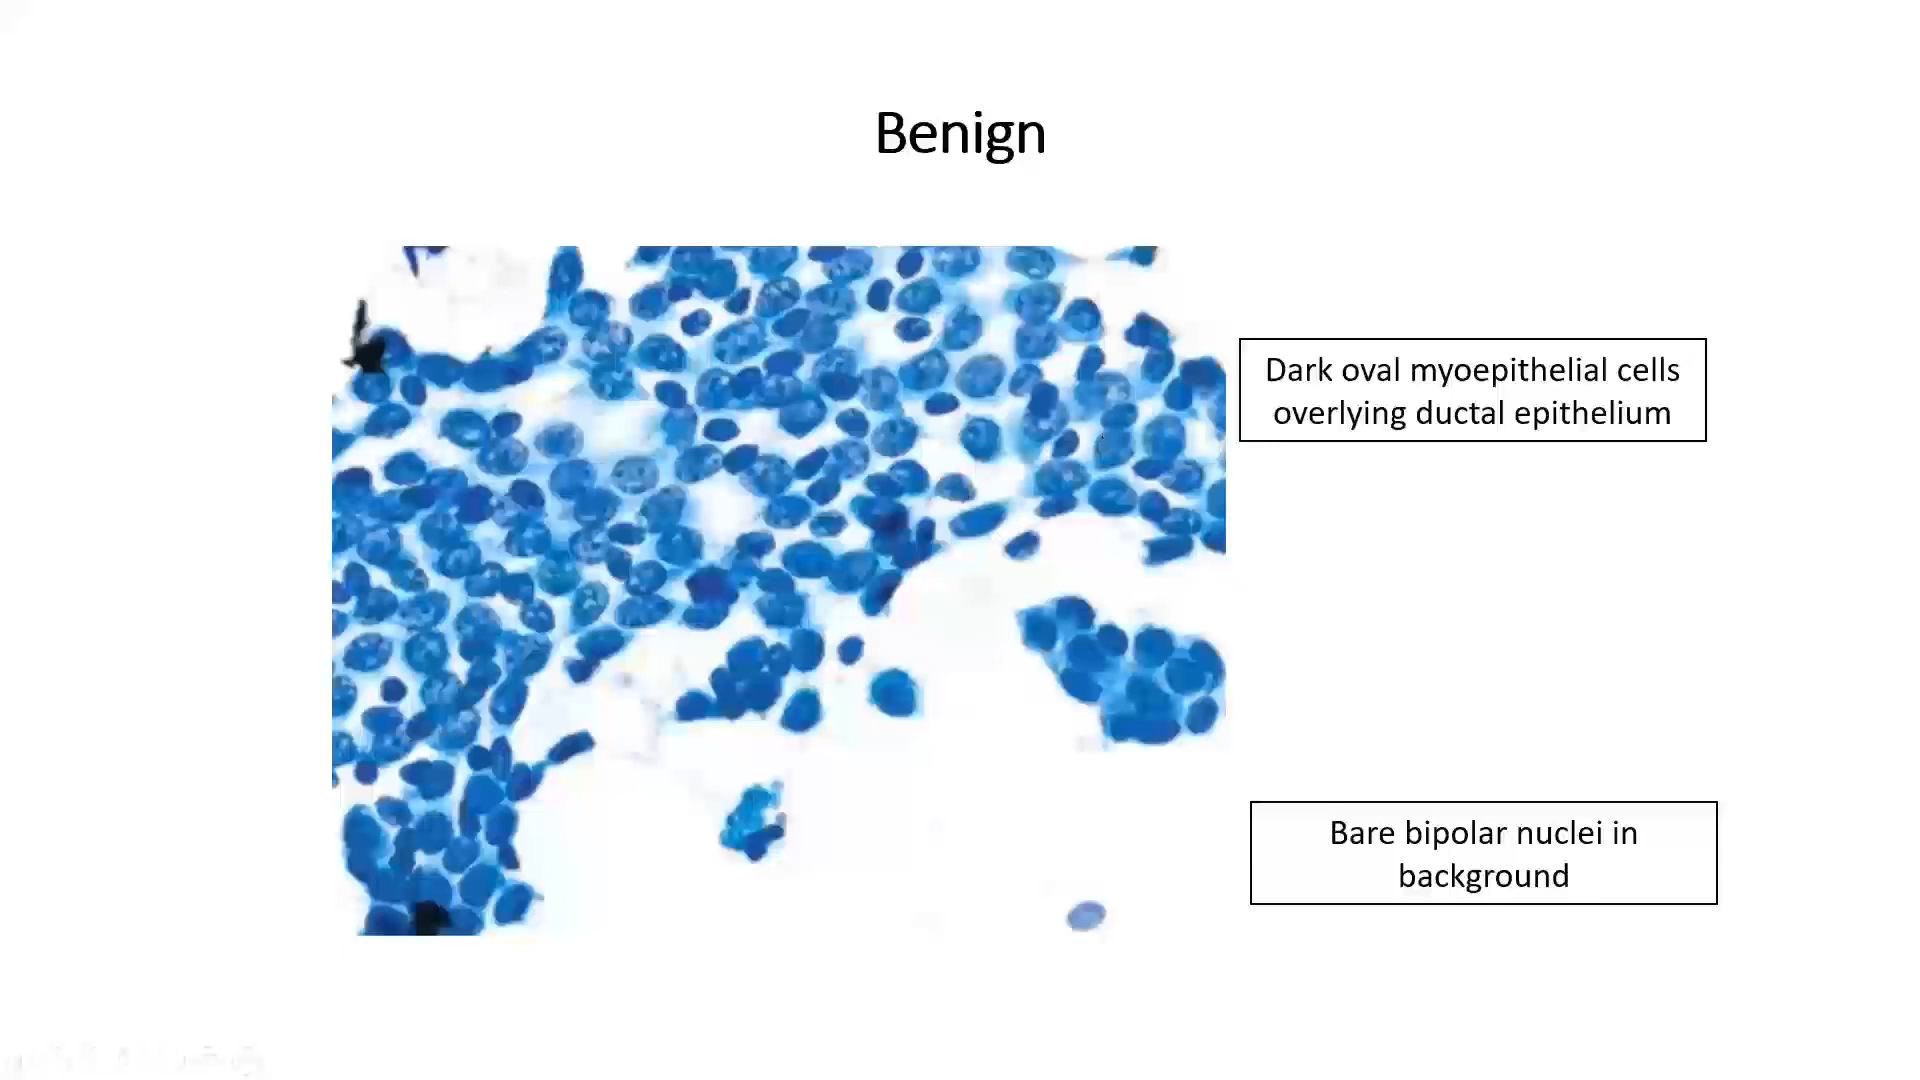 Benign
Dark oval myoepithelial cells
overlying ductal epithelium
Bare bipolar nuclei in
background